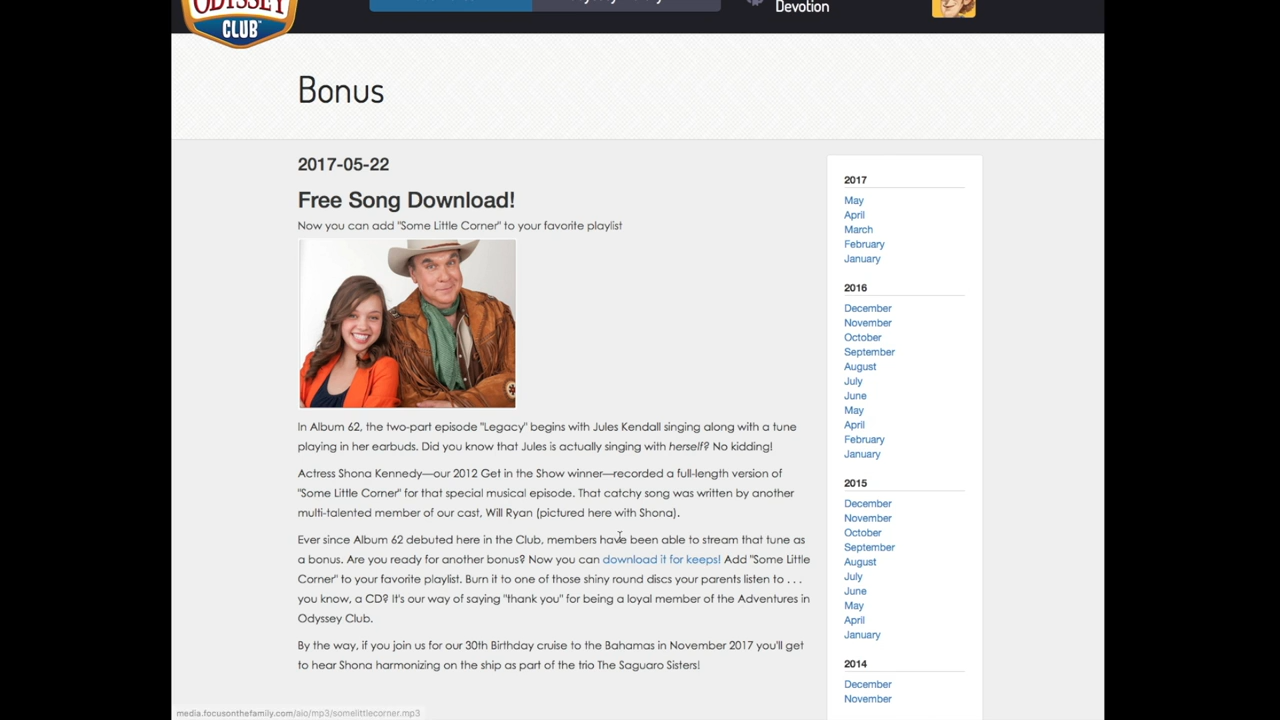 ODYSSEY
CLUB™
Devotion
Bonus
2017-05-22
Free Song Download!
Now you can add "Some Little Corner" to your favorite playlist
In Album 62, the two-part episode "Legacy" begins with Jules Kendall singing along with a tune
playing in her earbuds. Did you know that Jules is actually singing with herself? No kidding!
Actress Shona Kennedy—our 2012 Get in the Show winner—recorded a full-length version of
"Some Little Corner" for that special musical episode. That catchy song was written by another
multi-talented member of our cast, Will Ryan (pictured here with Shona).
Ever since Album 62 debuted here in the Club, members have been able to stream that tune as
a bonus. Are you ready for another bonus? Now you can download it for keeps! Add "Some Little
Corner" to your favorite playlist. Burn it to one of those shiny round discs your parents listen to . . .
you know, a CD? It's our way of saying "thank you" for being a loyal member of the Adventures in
Odyssey Club.
By the way, if you join us for our 30th Birthday cruise to the Bahamas in November 2017 you'll get
to hear Shona harmonizing on the ship as part of the trio The Saguaro Sisters!
2017
May
April
March
February
January
2016
December
November
October
September
August
July
June
May
April
February
January
2015
December
November
October
September
August
July
June
May
April
January
2014
December
November
media.focusonthefamily.com/aio/mp3/somelittlecorner.mp3